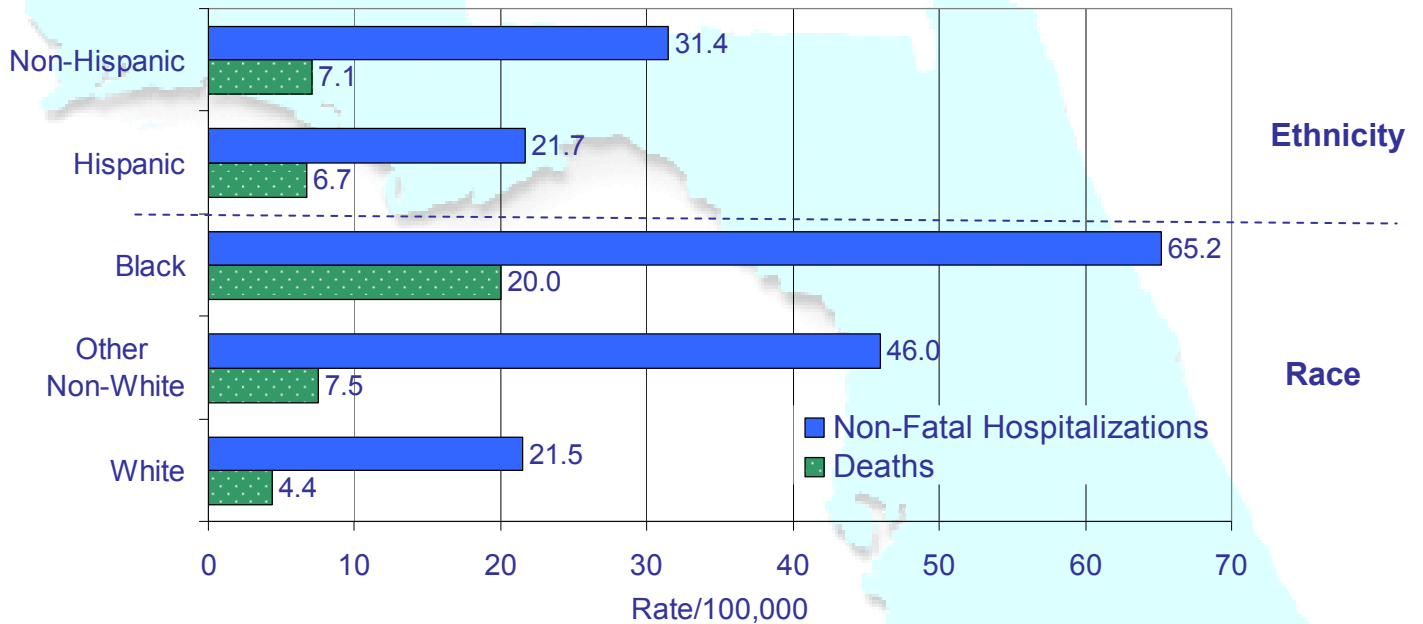 Non-Hispanic
31.4
7.1
Hispanic
21.7
6.7
Ethnicity
Black
65.2
20.0
Other
Non-White
46.0
7.5
Race
White
21.5
4.4
Non-Fatal Hospitalizations
Deaths
0 10 20 30 40 50 60 70
Rate/100,000